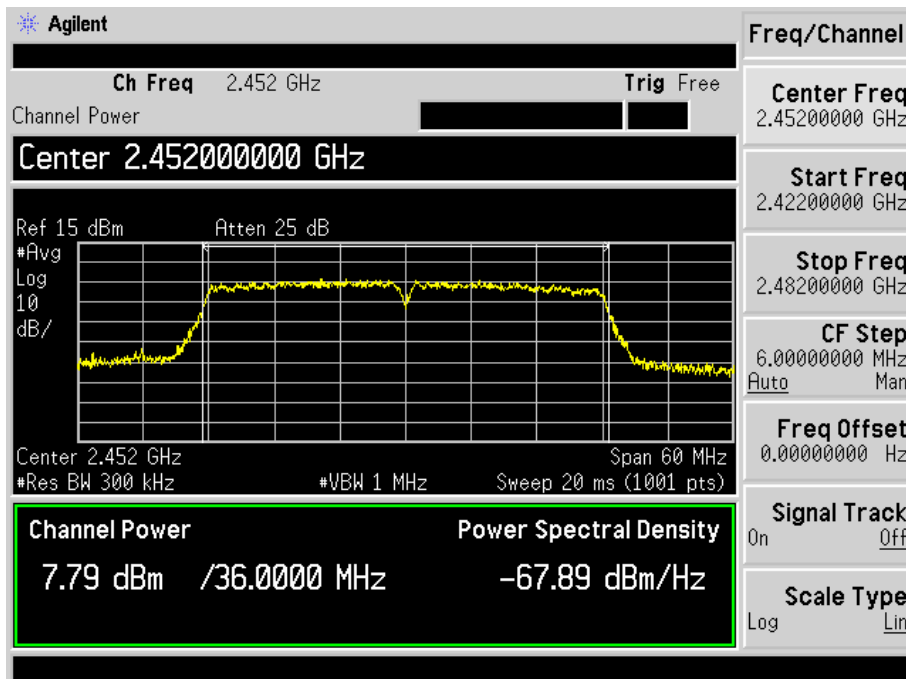 Agilent
Freq/Channel
Ch Freq 2.452 GHz Trig Free
Channel Power
Center 2.452000000 GHz
Ref 15 dBm Atten 25 dB
#Avg
Log
10
dB/
Center 2.452 GHz Span 60 MHz
#Res BW 300 kHz #VBW 1 MHz Sweep 20 ms (1001 pts)
Channel Power Power Spectral Density
7.79 dBm /36.0000 MHz -67.89 dBm/Hz
Center Freq
2.45200000 GHz
Start Freq
2.42200000 GHz
Stop Freq
2.48200000 GHz
CF Step
6.00000000 MHz
Auto Man
Freq Offset
0.00000000 Hz
Signal Track
On Off
Scale Type
Log Lin